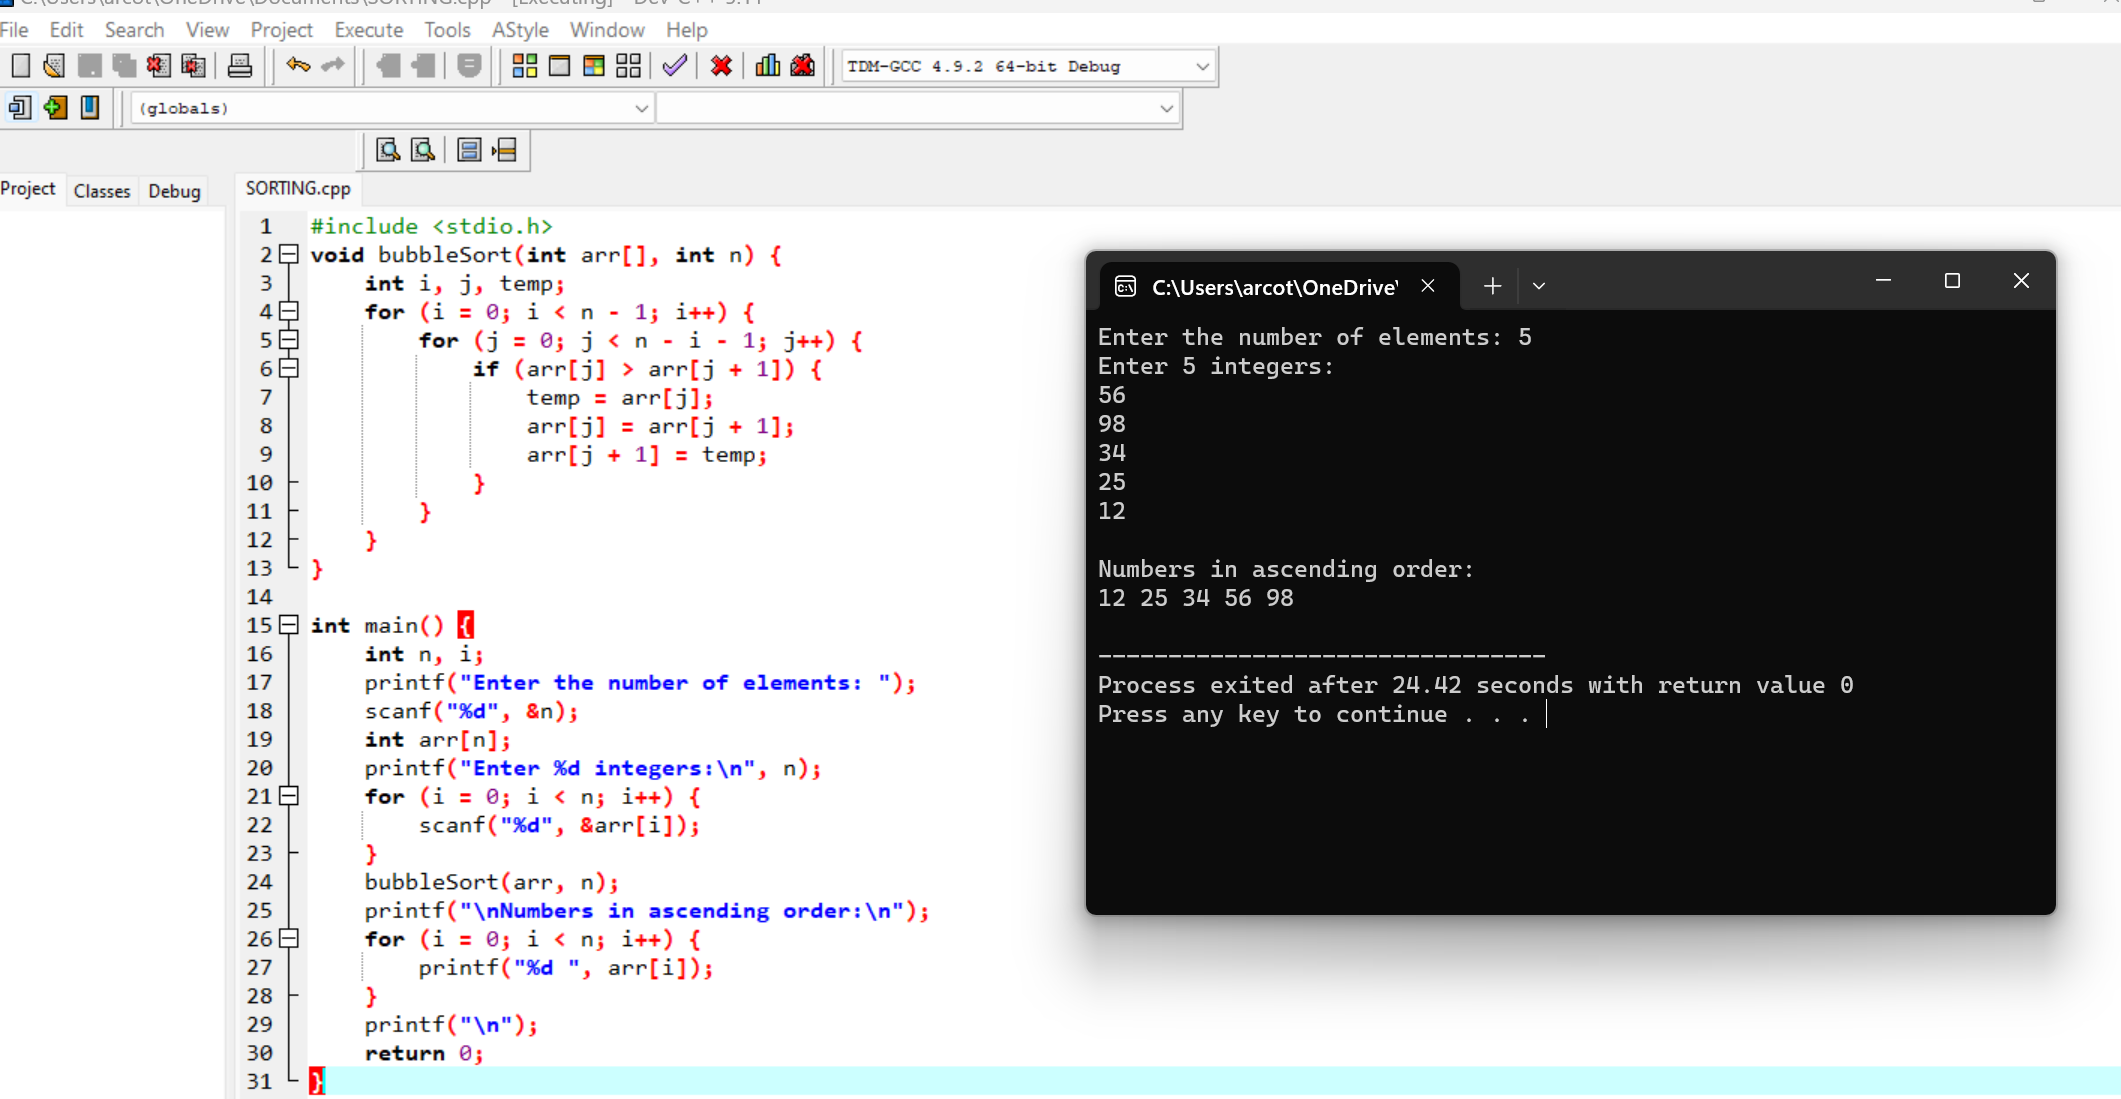 File Edit Search View Project Execute Tools AStyle Window Help
TDM-GCC 4.9.2 64-bit Debug
(globals)
Project Classes Debug
SORTING.cpp
1 #include <stdio.h>
2 void bubbleSort(int arr[], int n) {
3 int i, j, temp;
4 for (i = 0; i < n - 1; i++) {
5 for (j = 0; j < n - i - 1; j++) {
6 if (arr[j] > arr[j + 1]) {
7 temp = arr[j];
8 arr[j] = arr[j + 1];
9 arr[j + 1] = temp;
10 }
11 }
12 }
13 }
14
15 int main() {
16 int n, i;
17 printf("Enter the number of elements: ");
18 scanf("%d", &n);
19 int arr[n];
20 printf("Enter %d integers:\n", n);
21 for (i = 0; i < n; i++) {
22 scanf("%d", &arr[i]);
23 }
24 bubbleSort(arr, n);
25 printf("\nNumbers in ascending order:\n");
26 for (i = 0; i < n; i++) {
27 printf("%d ", arr[i]);
28 }
29 printf("\n");
30 return 0;
31 }
C:\Users\arcot\OneDrive\
Enter the number of elements: 5
Enter 5 integers:
56
98
34
25
12
Numbers in ascending order:
12 25 34 56 98
--------------------------------
Process exited after 24.42 seconds with return value 0
Press any key to continue . . .